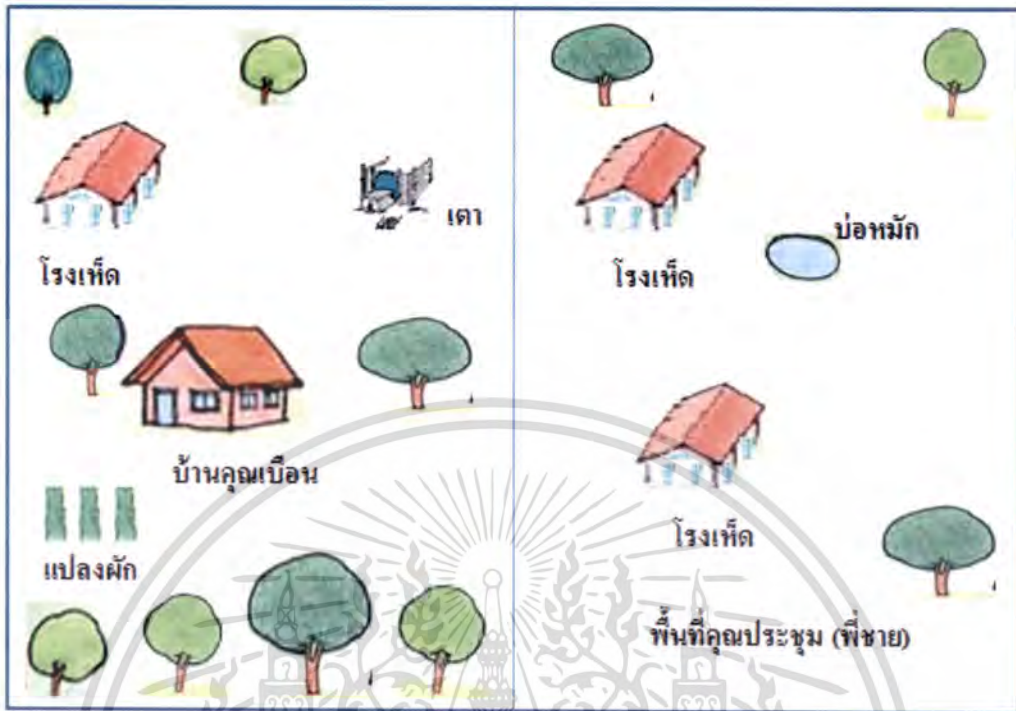 เตา
โรงเห็ด
บ้านคุณเบือน
แปลงผัก
บ่อหมัก
โรงเห็ด
โรงเห็ด
พื้นที่คุณประชุม (พี่ชาย)